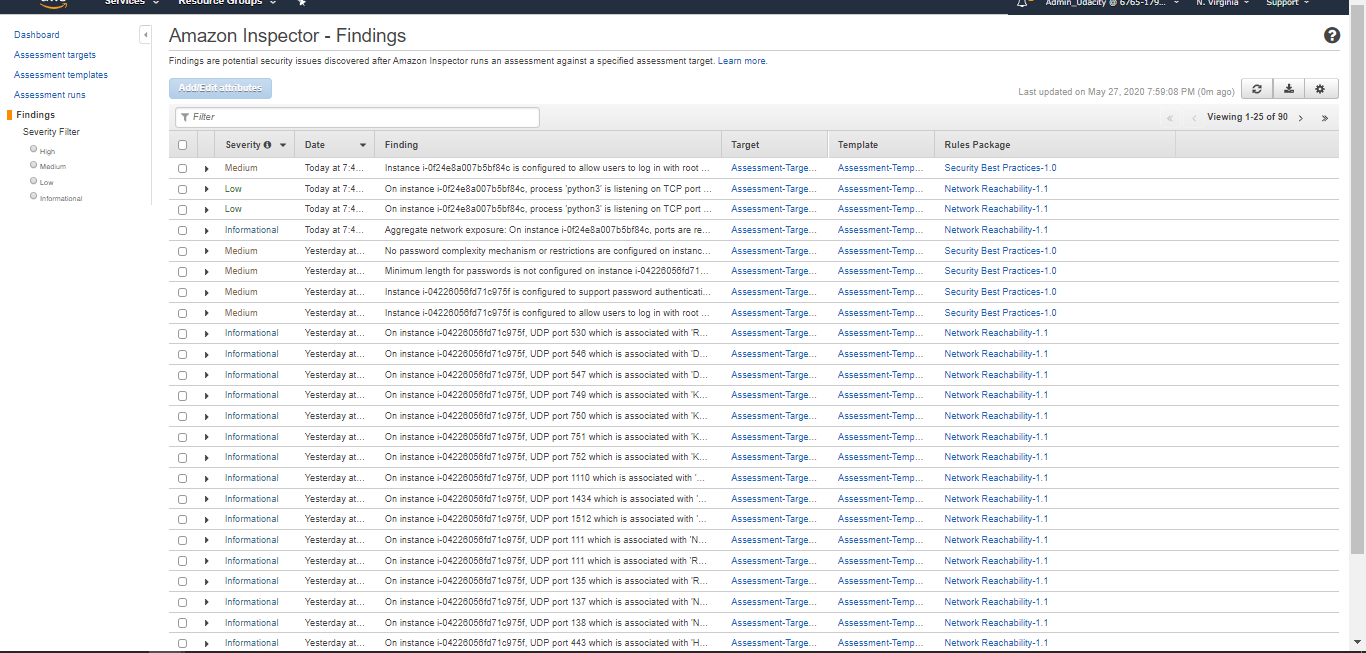 Services Resource Groups Admin_Udacity @ 6765-179... N. Virginia Support
Dashboard
Assessment targets
Assessment templates
Assessment runs
Findings
Severity Filter
High
Medium
Low
Informational
Amazon Inspector - Findings
Findings are potential security issues discovered after Amazon Inspector runs an assessment against a specified assessment target. Learn more.
Add/Edit attributes
Last updated on May 27, 2020 7:59:08 PM (0m ago)
Filter
Viewing 1-25 of 90
Severity Date Finding Target Template Rules Package
Medium Today at 7:4... Instance i-0f24e8a007b5bf84c is configured to allow users to log in with root ... Assessment-Targe... Assessment-Temp... Security Best Practices-1.0
Low Today at 7:4... On instance i-0f24e8a007b5bf84c, process 'python3' is listening on TCP port ... Assessment-Targe... Assessment-Temp... Network Reachability-1.1
Low Today at 7:4... On instance i-0f24e8a007b5bf84c, process 'python3' is listening on TCP port ... Assessment-Targe... Assessment-Temp... Network Reachability-1.1
Informational Today at 7:4... Aggregate network exposure: On instance i-0f24e8a007b5bf84c, ports are re... Assessment-Targe... Assessment-Temp... Network Reachability-1.1
Medium Yesterday at... No password complexity mechanism or restrictions are configured on instanc... Assessment-Targe... Assessment-Temp... Security Best Practices-1.0
Medium Yesterday at... Minimum length for passwords is not configured on instance i-04226056fd71... Assessment-Targe... Assessment-Temp... Security Best Practices-1.0
Medium Yesterday at... Instance i-04226056fd71c975f is configured to support password authenticati... Assessment-Targe... Assessment-Temp... Security Best Practices-1.0
Medium Yesterday at... Instance i-04226056fd71c975f is configured to allow users to log in with root ... Assessment-Targe... Assessment-Temp... Security Best Practices-1.0
Informational Yesterday at... On instance i-04226056fd71c975f, UDP port 530 which is associated with 'R... Assessment-Targe... Assessment-Temp... Network Reachability-1.1
Informational Yesterday at... On instance i-04226056fd71c975f, UDP port 546 which is associated with 'D... Assessment-Targe... Assessment-Temp... Network Reachability-1.1
Informational Yesterday at... On instance i-04226056fd71c975f, UDP port 547 which is associated with 'D... Assessment-Targe... Assessment-Temp... Network Reachability-1.1
Informational Yesterday at... On instance i-04226056fd71c975f, UDP port 749 which is associated with 'K... Assessment-Targe... Assessment-Temp... Network Reachability-1.1
Informational Yesterday at... On instance i-04226056fd71c975f, UDP port 750 which is associated with 'K... Assessment-Targe... Assessment-Temp... Network Reachability-1.1
Informational Yesterday at... On instance i-04226056fd71c975f, UDP port 751 which is associated with 'K... Assessment-Targe... Assessment-Temp... Network Reachability-1.1
Informational Yesterday at... On instance i-04226056fd71c975f, UDP port 752 which is associated with 'K... Assessment-Targe... Assessment-Temp... Network Reachability-1.1
Informational Yesterday at... On instance i-04226056fd71c975f, UDP port 1110 which is associated with '... Assessment-Targe... Assessment-Temp... Network Reachability-1.1
Informational Yesterday at... On instance i-04226056fd71c975f, UDP port 1434 which is associated with '... Assessment-Targe... Assessment-Temp... Network Reachability-1.1
Informational Yesterday at... On instance i-04226056fd71c975f, UDP port 1512 which is associated with '... Assessment-Targe... Assessment-Temp... Network Reachability-1.1
Informational Yesterday at... On instance i-04226056fd71c975f, UDP port 111 which is associated with 'N... Assessment-Targe... Assessment-Temp... Network Reachability-1.1
Informational Yesterday at... On instance i-04226056fd71c975f, UDP port 111 which is associated with 'R... Assessment-Targe... Assessment-Temp... Network Reachability-1.1
Informational Yesterday at... On instance i-04226056fd71c975f, UDP port 135 which is associated with 'R... Assessment-Targe... Assessment-Temp... Network Reachability-1.1
Informational Yesterday at... On instance i-04226056fd71c975f, UDP port 137 which is associated with 'N... Assessment-Targe... Assessment-Temp... Network Reachability-1.1
Informational Yesterday at... On instance i-04226056fd71c975f, UDP port 138 which is associated with 'N... Assessment-Targe... Assessment-Temp... Network Reachability-1.1
Informational Yesterday at... On instance i-04226056fd71c975f, UDP port 443 which is associated with 'H... Assessment-Targe... Assessment-Temp... Network Reachability-1.1